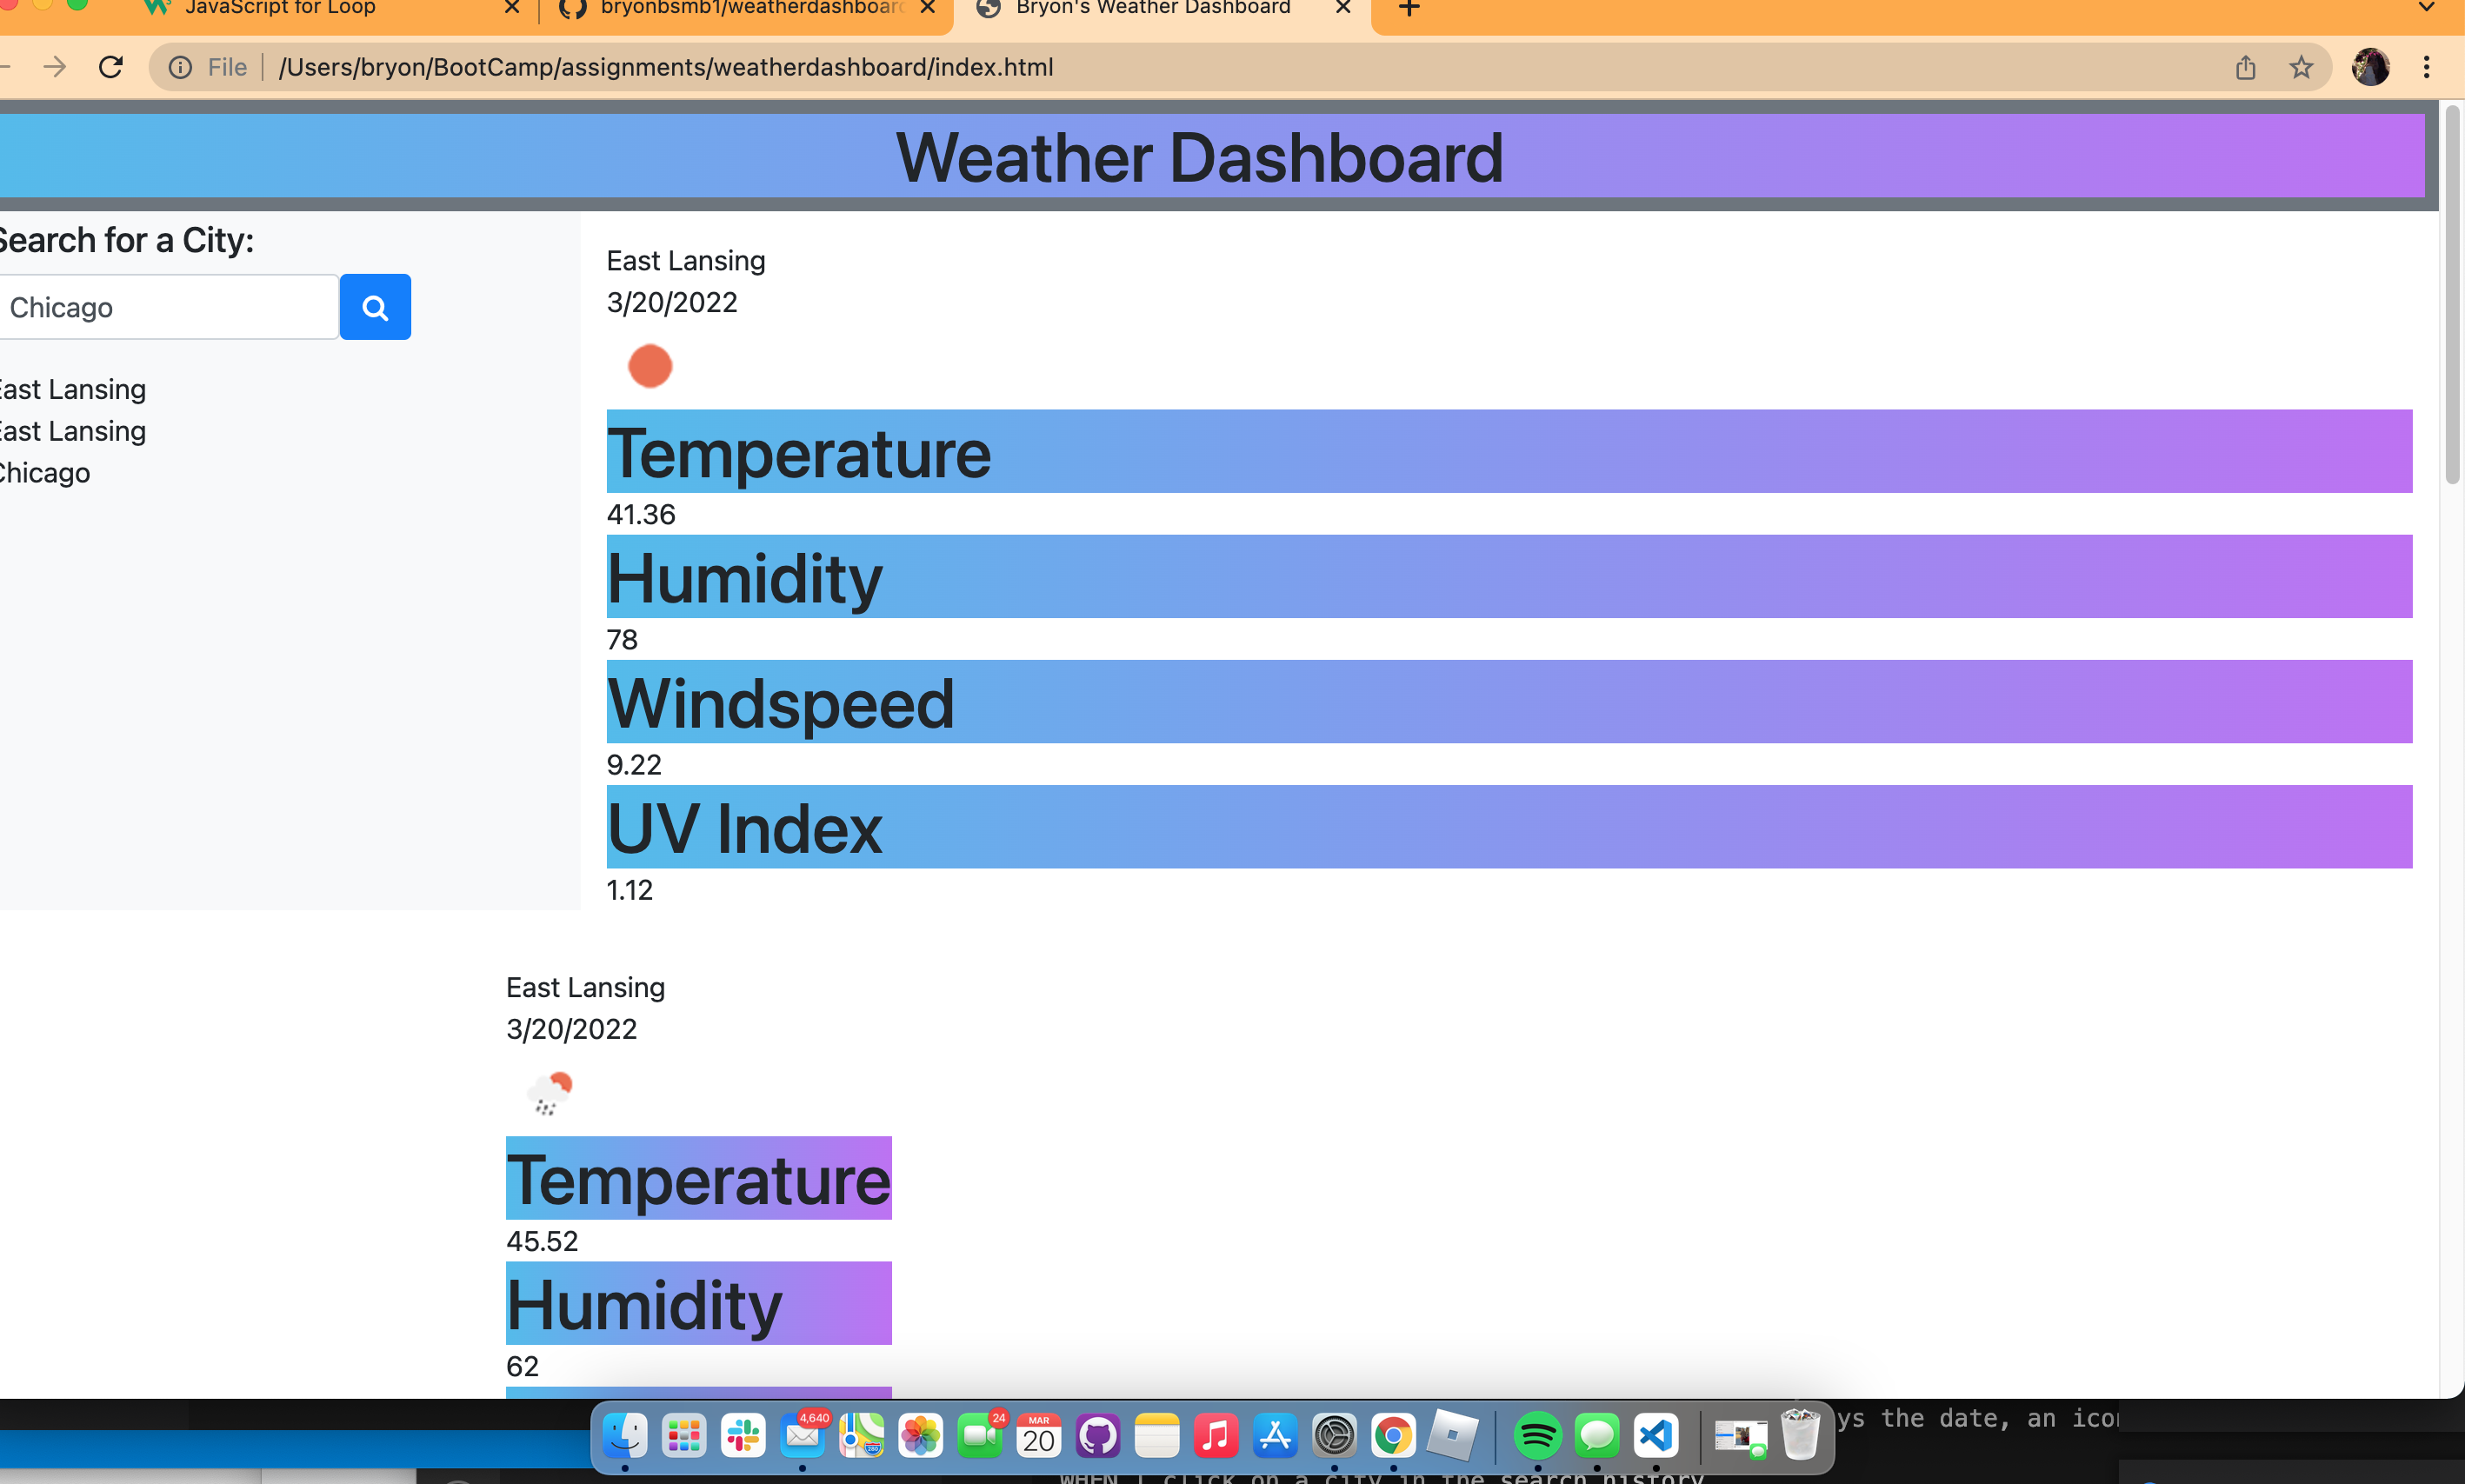 JavaScript for Loop
bryonbsmb1/weatherdashboard
Bryon's Weather Dashboard
File /Users/bryon/BootCamp/assignments/weatherdashboard/index.html
Weather Dashboard
Search for a City:
Chicago
East Lansing
East Lansing
Chicago
East Lansing
3/20/2022
Temperature
41.36
Humidity
78
Windspeed
9.22
UV Index
1.12
East Lansing
3/20/2022
Temperature
45.52
Humidity
62
4,640
24
MAR
20
280
ys the date, an ico
WHEN I click on a city in the search history